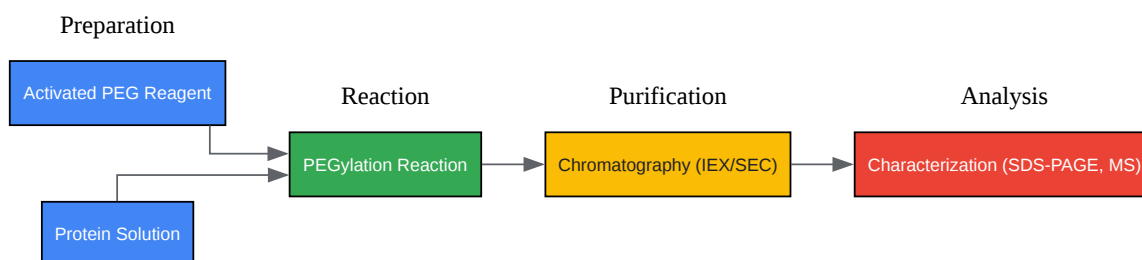 Preparation
Activated PEG Reagent
Protein Solution
Reaction
PEGylation Reaction
Purification
Chromatography (IEX/SEC)
Analysis
Characterization (SDS-PAGE, MS)